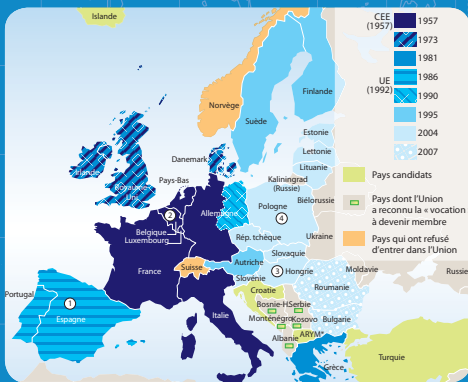 Islande
CEE
(1957)
1957
1973
1981
UE
(1992)
1986
1990
1995
2004
2007
Pays candidats
Pays dont l'Union
a reconnu la « vocation
à devenir membre
Pays qui ont refusé
d'entrer dans l'Union
Norvège
Finlande
Suède
Estonie
Lettonie
Lituanie
Danemark
Kaliningrad
(Russie)
Irlande
Royaume-
Uni
Pays-Bas
Biélorussie
2
Allemagne
Pologne
4
Belgique
Luxembourg
Rép. tchèque
Ukraine
Slovaquie
France
Suisse
Autriche
3
Hongrie
Moldavie
Russie
Slovénie
Croatie
Roumanie
Portugal
1
Espagne
Italie
Bosnie-H
Serbie
Monténégro
Kosovo
Bulgarie
Albanie
ARYM*
Grèce
Turquie